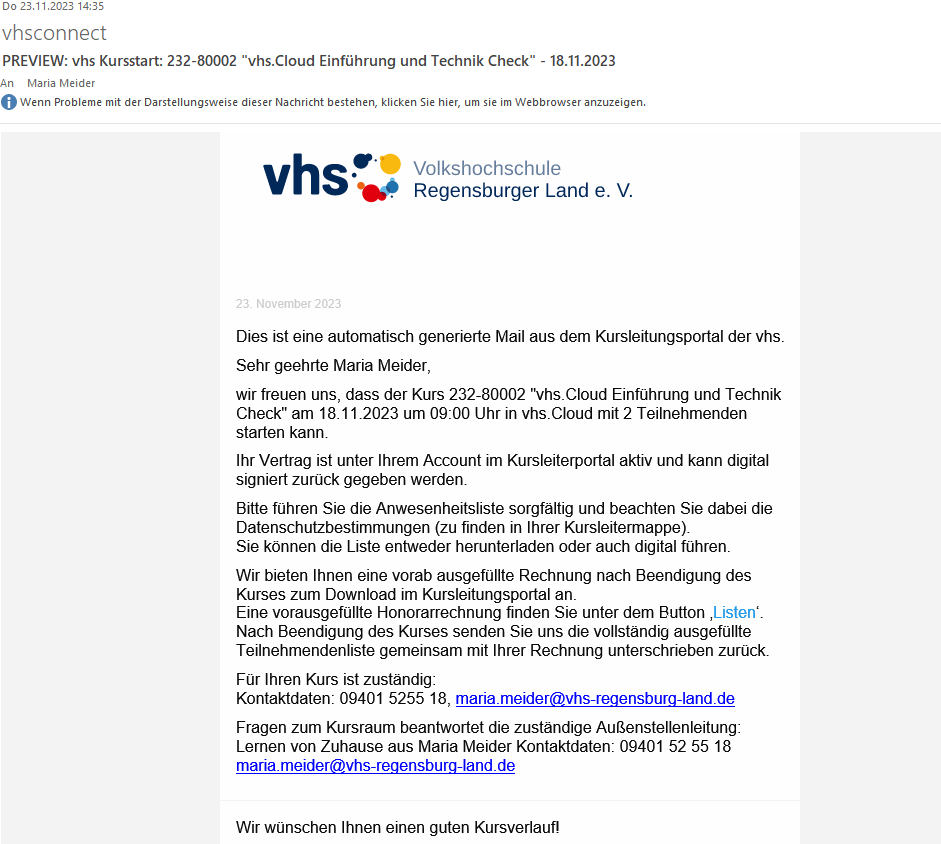 Do 23.11.2023 14:35
vhsconnect
PREVIEW: vhs Kursstart: 232-80002 "vhs.Cloud Einführung und Technik Check" - 18.11.2023
An Maria Meider
Wenn Probleme mit der Darstellungsweise dieser Nachricht bestehen, klicken Sie hier, um sie im Webbrowser anzuzeigen.
vhs Volkshochschule
Regensburger Land e. V.
23. November 2023
Dies ist eine automatisch generierte Mail aus dem Kursleitungsportal der vhs.
Sehr geehrte Maria Meider,
wir freuen uns, dass der Kurs 232-80002 "vhs.Cloud Einführung und Technik
Check" am 18.11.2023 um 09:00 Uhr in vhs.Cloud mit 2 Teilnehmenden
starten kann.
Ihr Vertrag ist unter Ihrem Account im Kursleiterportal aktiv und kann digital
signiert zurück gegeben werden.
Bitte führen Sie die Anwesenheitsliste sorgfältig und beachten Sie dabei die
Datenschutzbestimmungen (zu finden in Ihrer Kursleitermappe).
Sie können die Liste entweder herunterladen oder auch digital führen.
Wir bieten Ihnen eine vorab ausgefüllte Rechnung nach Beendigung des
Kurses zum Download im Kursleitungsportal an.
Eine vorausgefüllte Honorarrechnung finden Sie unter dem Button ‚Listen‘.
Nach Beendigung des Kurses senden Sie uns die vollständig ausgefüllte
Teilnehmendenliste gemeinsam mit Ihrer Rechnung unterschrieben zurück.
Für Ihren Kurs ist zuständig:
Kontaktdaten: 09401 5255 18, maria.meider@vhs-regensburg-land.de
Fragen zum Kursraum beantwortet die zuständige Außenstellenleitung:
Lernen von Zuhause aus Maria Meider Kontaktdaten: 09401 52 55 18
maria.meider@vhs-regensburg-land.de
Wir wünschen Ihnen einen guten Kursverlauf!